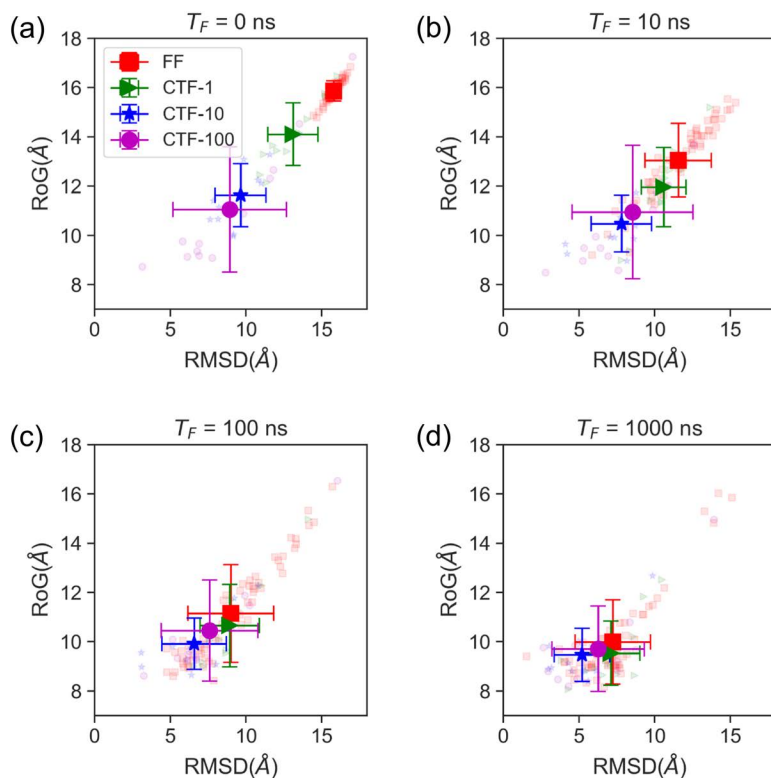 (a)
T_F = 0 ns
RoG(Å)
18
16
14
12
10
8
FF
CTF-1
CTF-10
CTF-100
0 5 10 15
RMSD(Å)
(b)
T_F = 10 ns
RoG(Å)
18
16
14
12
10
8
0 5 10 15
RMSD(Å)
(c)
T_F = 100 ns
RoG(Å)
18
16
14
12
10
8
0 5 10 15
RMSD(Å)
(d)
T_F = 1000 ns
RoG(Å)
18
16
14
12
10
8
0 5 10 15
RMSD(Å)